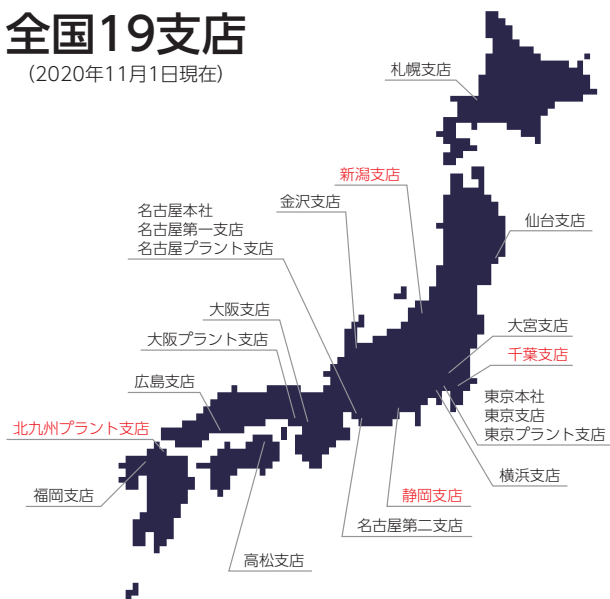 全国19支店
（2020年11月1日現在）
札幌支店
新潟支店
金沢支店
名古屋本社
名古屋第一支店
名古屋プラント支店
仙台支店
大阪支店
大阪プラント支店
大宮支店
千葉支店
広島支店
東京本社
東京支店
東京プラント支店
北九州プラント支店
横浜支店
福岡支店
静岡支店
名古屋第二支店
高松支店